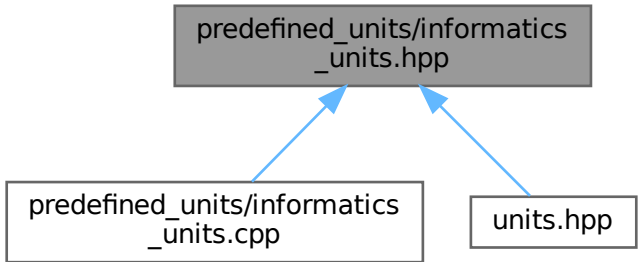 predefined_units/informatics
_units.hpp
predefined_units/informatics
_units.cpp
units.hpp